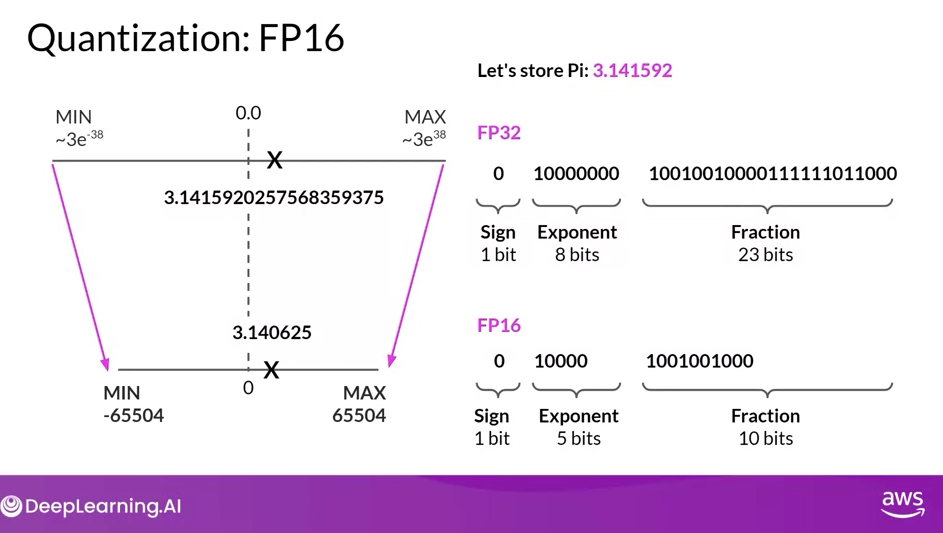 Quantization: FP16
Let's store Pi: 3.141592
MIN
~3e-38
0.0
MAX
~3e38
X
3.1415920257568359375
3.140625
X
0
MIN
-65504
MAX
65504
FP32
0 10000000 10010010000111111011000
Sign Exponent Fraction
1 bit 8 bits 23 bits
FP16
0 10000 1001001000
Sign Exponent Fraction
1 bit 5 bits 10 bits
DeepLearning.AI
aws